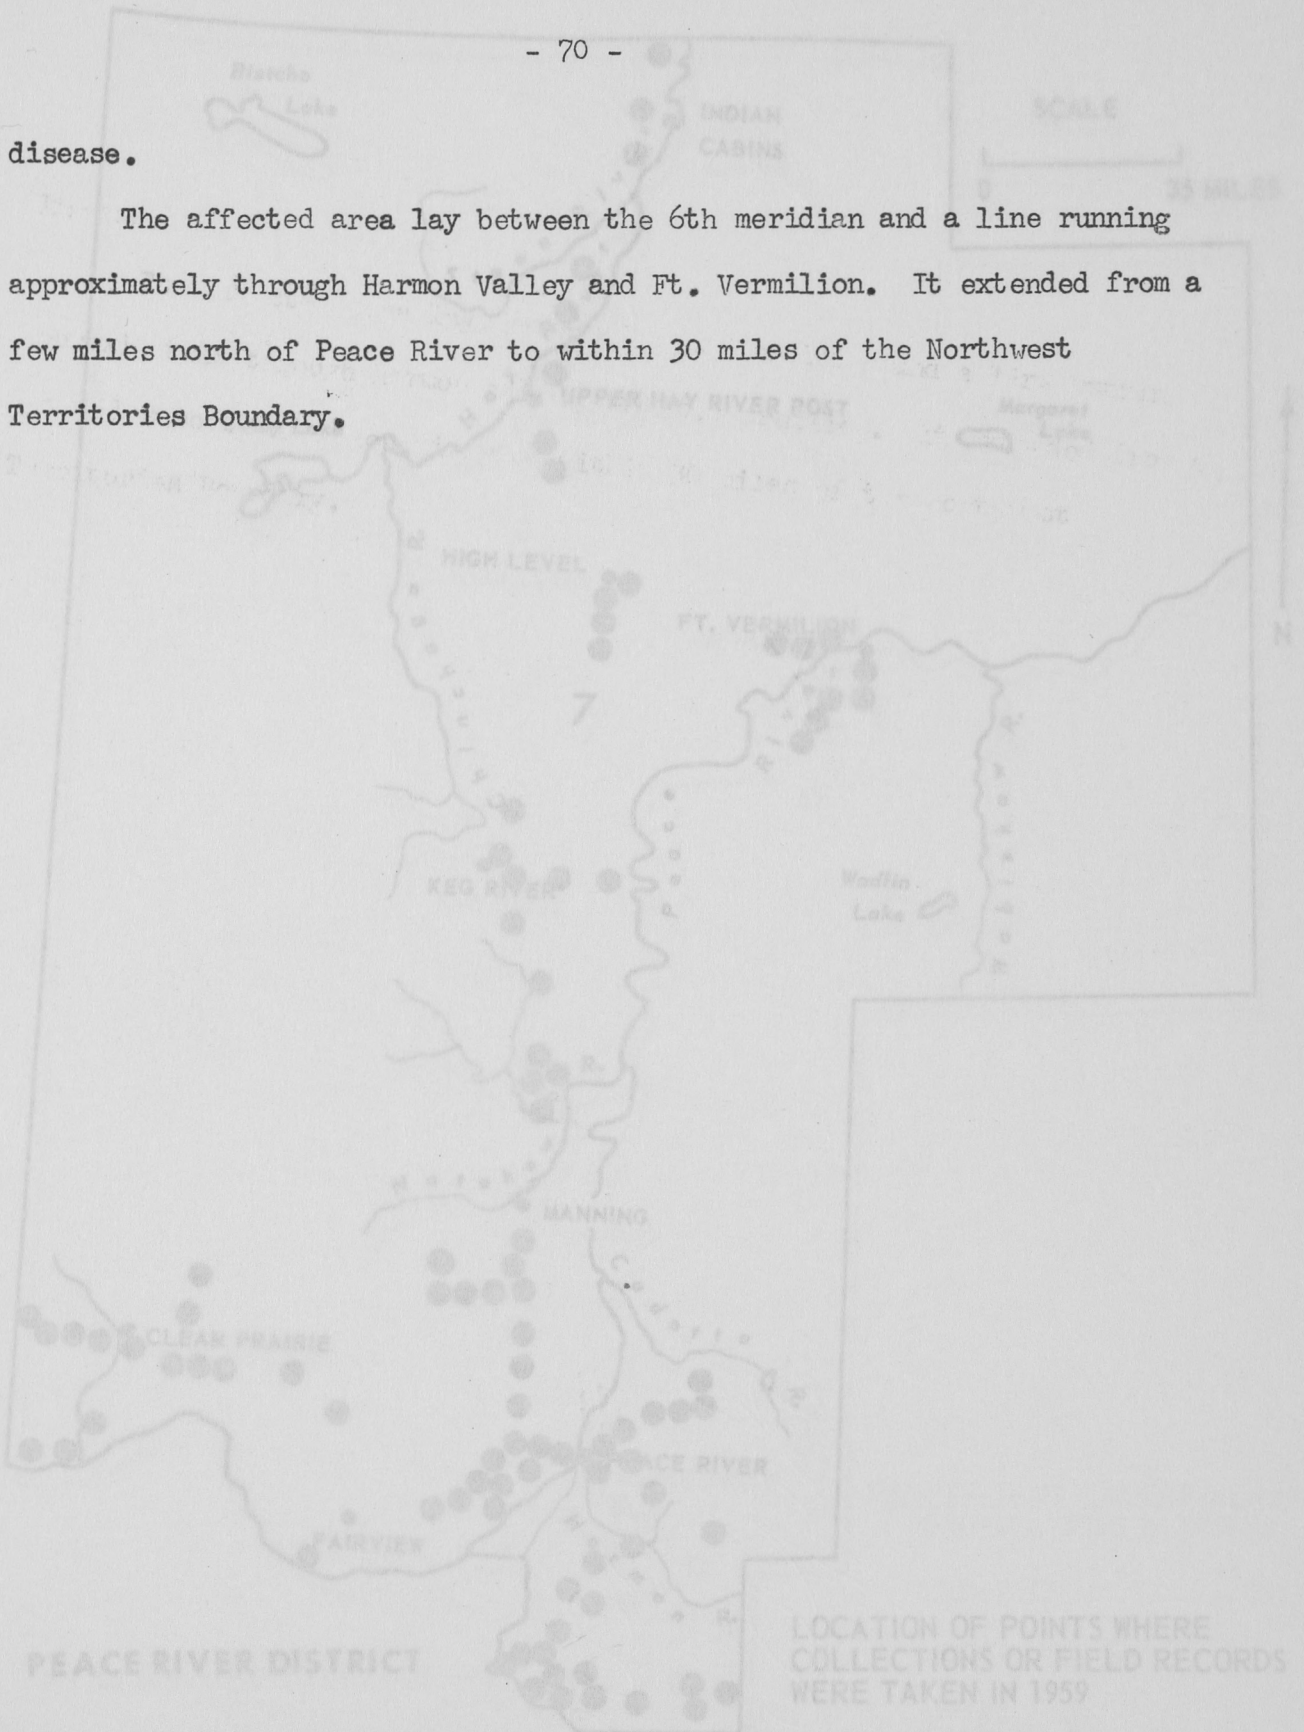 - 70 -
disease.
The affected area lay between the 6th meridian and a line running
approximately through Harmon Valley and Ft. Vermilion. It extended from a
few miles north of Peace River to within 30 miles of the Northwest
Territories Boundary.
Bistcho
Lake
INDIAN
CABINS
SCALE
0 35 MILES
UPPER HAY RIVER POST
Margaret
Lake
HIGH LEVEL
FT. VERMILION
N
7
KEG RIVER
Wadlin
Lake
MANNING
CLEAR PRAIRIE
PEACE RIVER
FAIRVIEW
PEACE RIVER DISTRICT
LOCATION OF POINTS WHERE
COLLECTIONS OR FIELD RECORDS
WERE TAKEN IN 1959